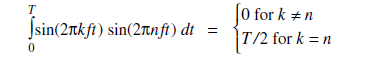 T
∫sin(2πkft) sin(2πnft) dt = {0 for k ≠ n
0
T/2 for k = n